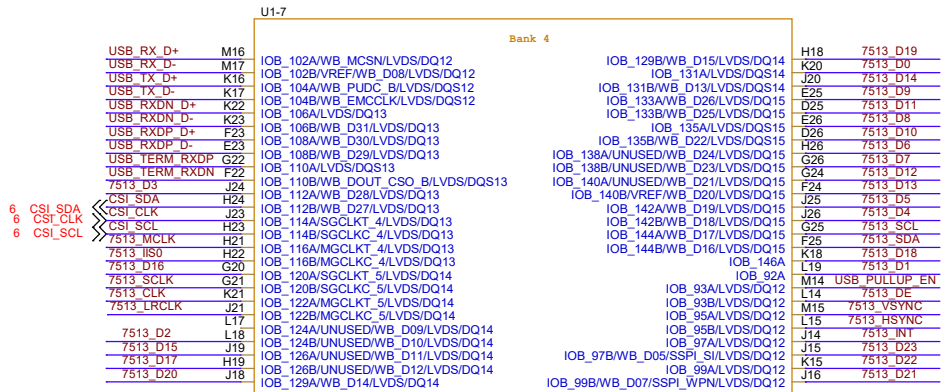 U1-7
Bank 4
USB_RX_D+ M16 IOB_102A/WB_MCSN/LVDS/DQ12 IOB_129B/WB_D15/LVDS/DQ14 H18 7513_D19
USB_RX_D- M17 IOB_102B/VREF/WB_D08/LVDS/DQ12 IOB_131A/LVDS/DQS14 K20 7513_D0
USB_TX_D+ K16 IOB_104A/WB_PUDC_B/LVDS/DQS12 IOB_131B/WB_D13/LVDS/DQS14 J20 7513_D14
USB_TX_D- K17 IOB_104B/WB_EMCCLK/LVDS/DQS12 IOB_133A/WB_D26/LVDS/DQ15 E25 7513_D9
USB_RXDN_D+ K22 IOB_106A/LVDS/DQ13 IOB_133B/WB_D25/LVDS/DQ15 D25 7513_D11
USB_RXDN_D- K23 IOB_106B/WB_D31/LVDS/DQ13 IOB_135A/LVDS/DQS15 E26 7513_D8
USB_RXDP_D+ F23 IOB_108A/WB_D30/LVDS/DQ13 IOB_135B/WB_D22/LVDS/DQS15 D26 7513_D10
USB_RXDP_D- E23 IOB_108B/WB_D29/LVDS/DQ13 IOB_138A/UNUSED/WB_D24/LVDS/DQ15 H26 7513_D6
USB_TERM_RXDP G22 IOB_110A/LVDS/DQS13 IOB_138B/UNUSED/WB_D23/LVDS/DQ15 G26 7513_D7
USB_TERM_RXDN F22 IOB_110B/WB_DOUT_CSO_B/LVDS/DQS13 IOB_140A/UNUSED/WB_D21/LVDS/DQ15 G24 7513_D12
7513_D3 J24 IOB_112A/WB_D28/LVDS/DQ13 IOB_140B/VREF/WB_D20/LVDS/DQ15 F24 7513_D13
6 CSI_SDA CSI_SDA H24 IOB_112B/WB_D27/LVDS/DQ13 IOB_142A/WB_D19/LVDS/DQ15 J25 7513_D5
6 CSI_CLK CSI_CLK J23 IOB_114A/SGCLKT_4/LVDS/DQ13 IOB_142B/WB_D18/LVDS/DQ15 J26 7513_D4
6 CSI_SCL CSI_SCL H23 IOB_114B/SGCLKC_4/LVDS/DQ13 IOB_144A/WB_D17/LVDS/DQ15 G25 7513_SCL
7513_MCLK H21 IOB_116A/MGCLKT_4/LVDS/DQ13 IOB_144B/WB_D16/LVDS/DQ15 F25 7513_SDA
7513_IIS0 H22 IOB_116B/MGCLKC_4/LVDS/DQ13 IOB_146A K18 7513_D18
7513_D16 G20 IOB_120A/SGCLKT_5/LVDS/DQ14 IOB_92A L19 7513_D1
7513_SCLK G21 IOB_120B/SGCLKC_5/LVDS/DQ14 IOB_93A/LVDS/DQ12 M14 USB_PULLUP_EN
7513_CLK K21 IOB_122A/MGCLKT_5/LVDS/DQ14 IOB_93B/LVDS/DQ12 L14 7513_DE
7513_LRCLK J21 IOB_122B/MGCLKC_5/LVDS/DQ14 IOB_95A/LVDS/DQ12 M15 7513_VSYNC
L17 IOB_124A/UNUSED/WB_D09/LVDS/DQ14 IOB_95B/LVDS/DQ12 L15 7513_HSYNC
7513_D2 L18 IOB_124B/UNUSED/WB_D10/LVDS/DQ14 IOB_97A/LVDS/DQ12 J14 7513_INT
7513_D15 J19 IOB_126A/UNUSED/WB_D11/LVDS/DQ14 IOB_97B/WB_D05/SSPI_SI/LVDS/DQ12 J15 7513_D23
7513_D17 H19 IOB_126B/UNUSED/WB_D12/LVDS/DQ14 IOB_99A/LVDS/DQ12 K15 7513_D22
7513_D20 J18 IOB_129A/WB_D14/LVDS/DQ14 IOB_99B/WB_D07/SSPI_WPN/LVDS/DQ12 J16 7513_D21